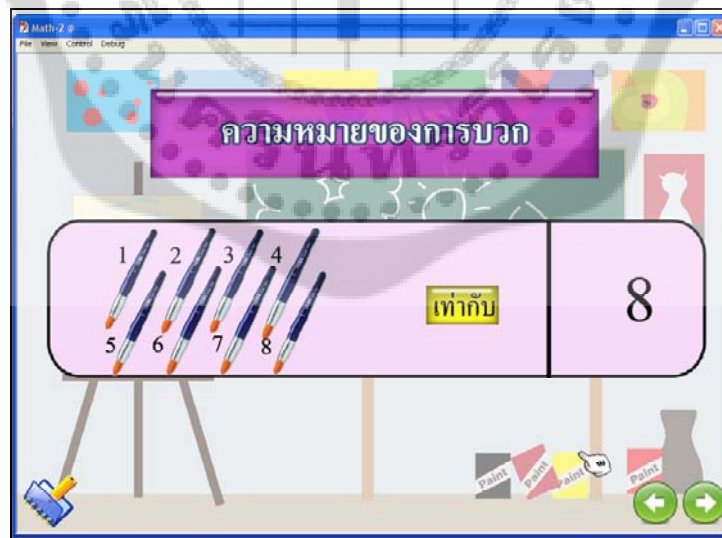 Math-2
File View Control Debug
ความหมายของการบวก
1 2 3 4
5 6 7 8
เท่ากับ
8
Paint Paint Paint Paint